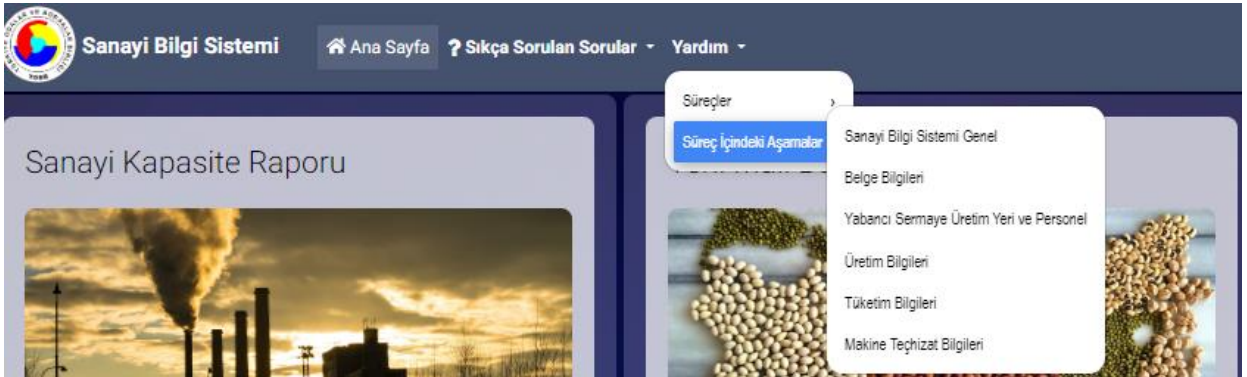 Sanayi Bilgi Sistemi
Ana Sayfa
? Sıkça Sorulan Sorular
Yardım
Süreçler
Süreç İçindeki Aşamalar
Sanayi Bilgi Sistemi Genel
Belge Bilgileri
Yabancı Sermaye Üretim Yeri ve Personel
Üretim Bilgileri
Tüketim Bilgileri
Makine Teçhizat Bilgileri
Sanayi Kapasite Raporu